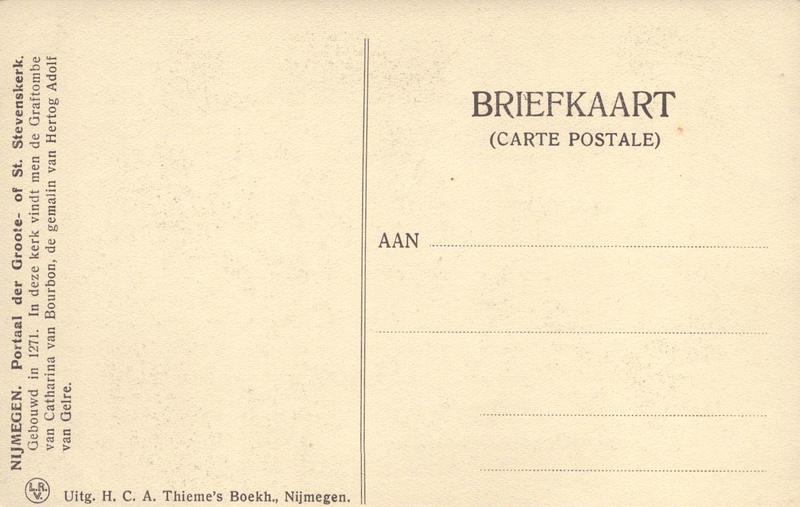 NIJMEGEN. Portaal der Groote- of St. Stevenskerk.
Gebouwd in 1271. In deze kerk vindt men de Graftombe
van Catharina van Bourbon, de gemalin van Hertog Adolf
van Gelre.
L.R.
V.
Uitg. H. C. A. Thieme's Boekh., Nijmegen.
BRIEFKAART
(CARTE POSTALE)
AAN